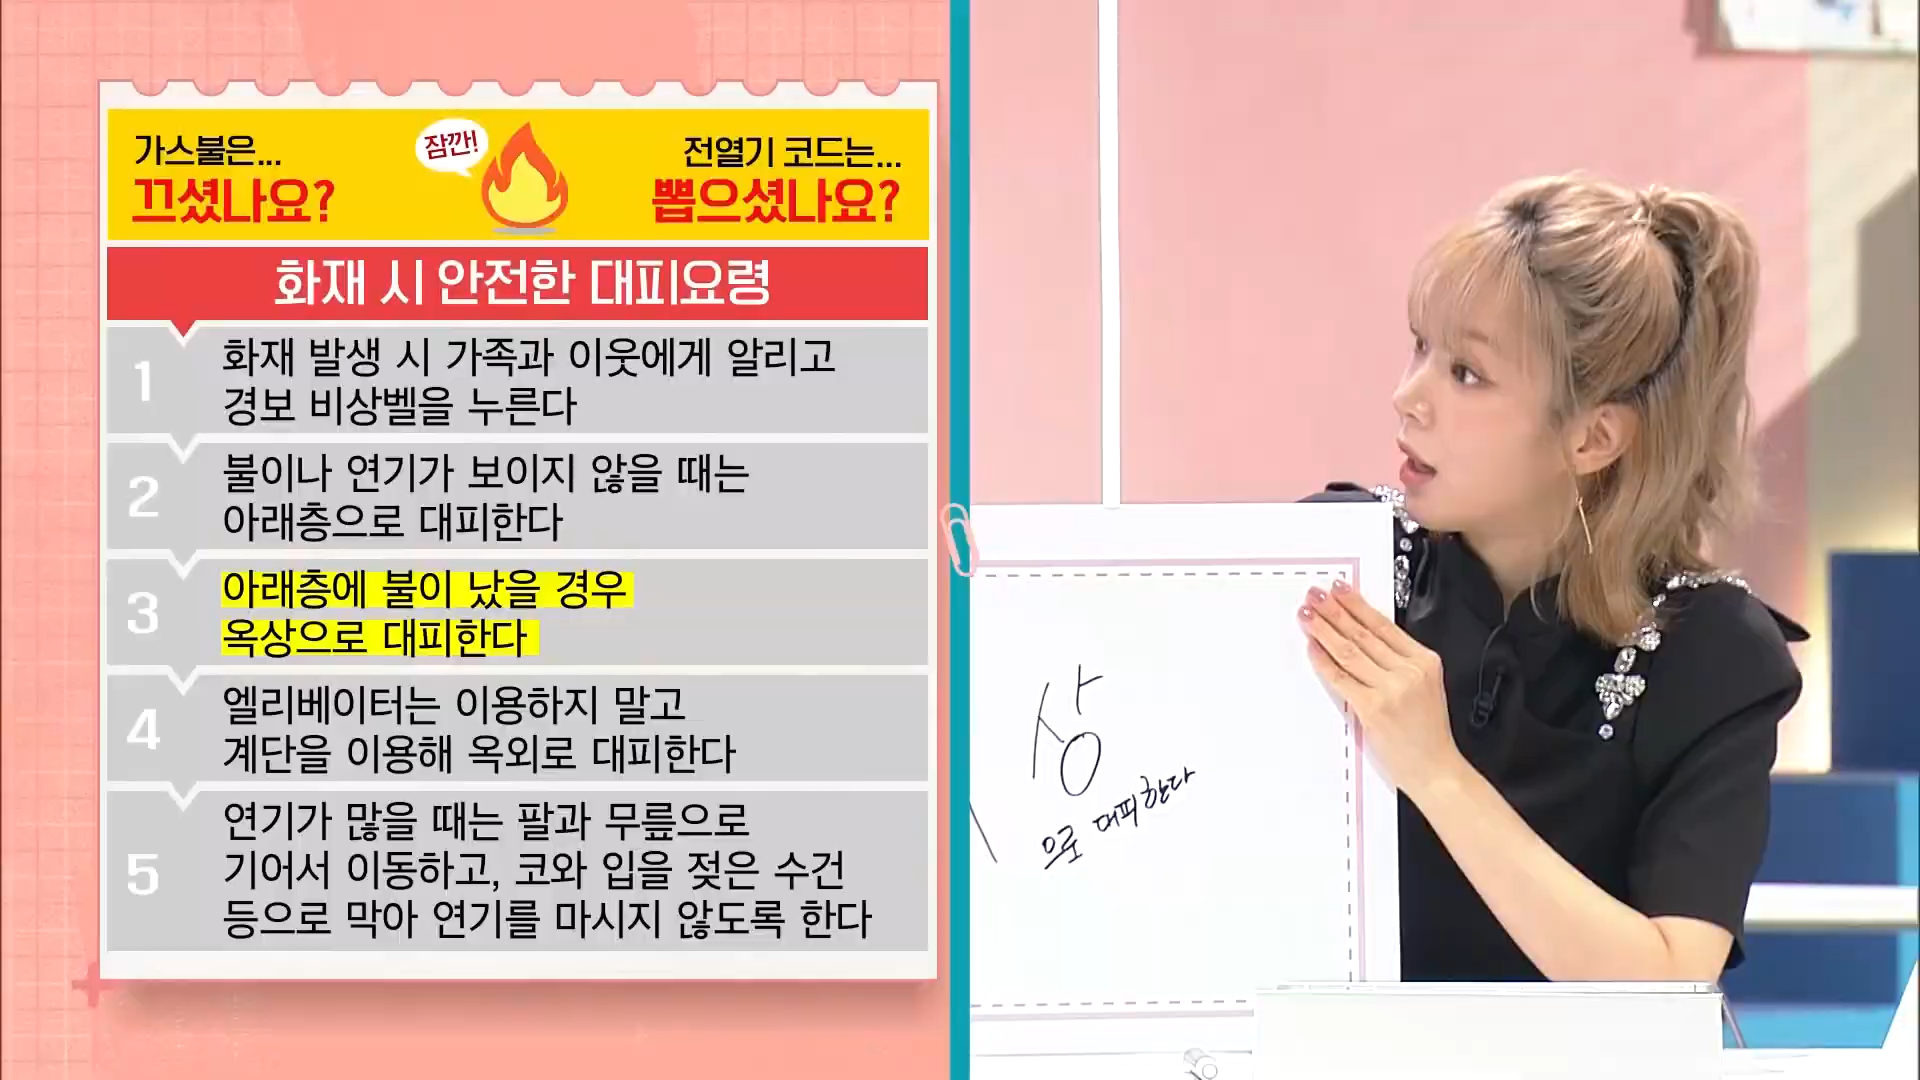 가스불은...
끄셨나요?
잠깐!
전열기 코드는...
뽑으셨나요?
화재 시 안전한 대피요령
1
화재 발생 시 가족과 이웃에게 알리고
경보 비상벨을 누른다
2
불이나 연기가 보이지 않을 때는
아래층으로 대피한다
3
아래층에 불이 났을 경우
옥상으로 대피한다
4
엘리베이터는 이용하지 말고
계단을 이용해 옥외로 대피한다
5
연기가 많을 때는 팔과 무릎으로
기어서 이동하고, 코와 입을 젖은 수건
등으로 막아 연기를 마시지 않도록 한다
상
으로 대피한다